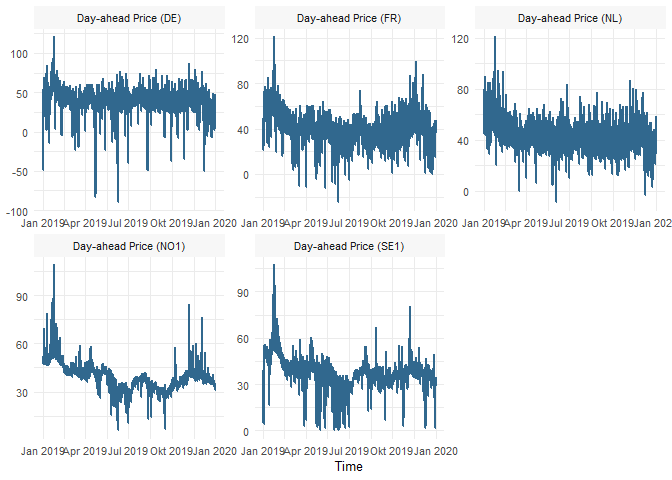 Day-ahead Price (DE)
Day-ahead Price (FR)
Day-ahead Price (NL)
100
50
0
-50
-100
120
80
40
0
120
80
40
0
Jan 2019 Apr 2019 Jul 2019 Okt 2019 Jan 2020
Jan 2019 Apr 2019 Jul 2019 Okt 2019 Jan 2020
Jan 2019 Apr 2019 Jul 2019 Okt 2019 Jan 202
Day-ahead Price (NO1)
Day-ahead Price (SE1)
90
60
30
90
60
30
0
Jan 2019 Apr 2019 Jul 2019 Okt 2019 Jan 2020
Jan 2019 Apr 2019 Jul 2019 Okt 2019 Jan 2020
Time